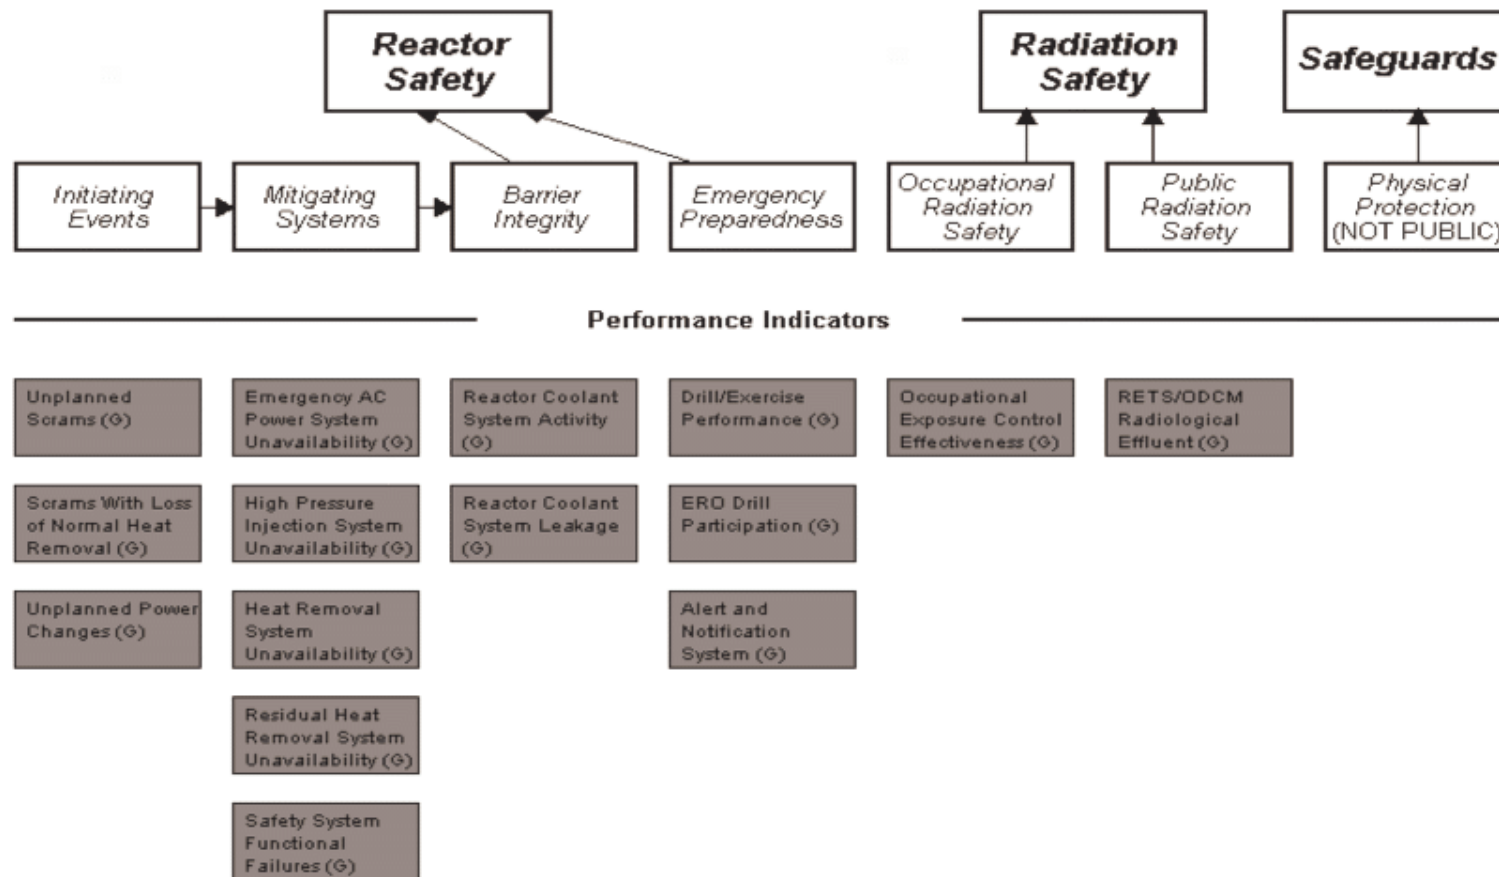 Reactor
Safety
Radiation
Safety
Safeguards
Initiating
Events
Mitigating
Systems
Barrier
Integrity
Emergency
Preparedness
Occupational
Radiation
Safety
Public
Radiation
Safety
Physical
Protection
(NOT PUBLIC)
Performance Indicators
Unplanned
Scrams (G)
Emergency AC
Power System
Unavailability (G)
Reactor Coolant
System Activity
(G)
Drill/Exercise
Performance (G)
Occupational
Exposure Control
Effectiveness (G)
RETS/ODCM
Radiological
Effluent (G)
Scrams With Loss
of Normal Heat
Removal (G)
High Pressure
Injection System
Unavailability (G)
Reactor Coolant
System Leakage
(G)
ERO Drill
Participation (G)
Unplanned Power
Changes (G)
Heat Removal
System
Unavailability (G)
Alert and
Notification
System (G)
Residual Heat
Removal System
Unavailability (G)
Safety System
Functional
Failures (G)